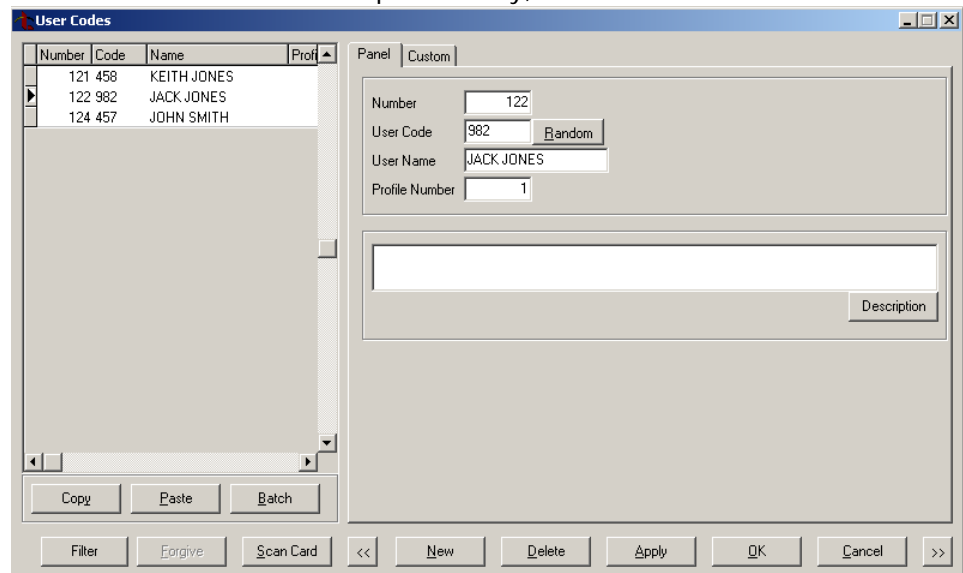 User Codes
Number Code Name Profi
121 458 KEITH JONES
122 982 JACK JONES
124 457 JOHN SMITH
Copy Paste Batch
Panel Custom
Number 122
User Code 982 Random
User Name JACK JONES
Profile Number 1
Description
Filter Forgive Scan Card << New Delete Apply OK Cancel >>